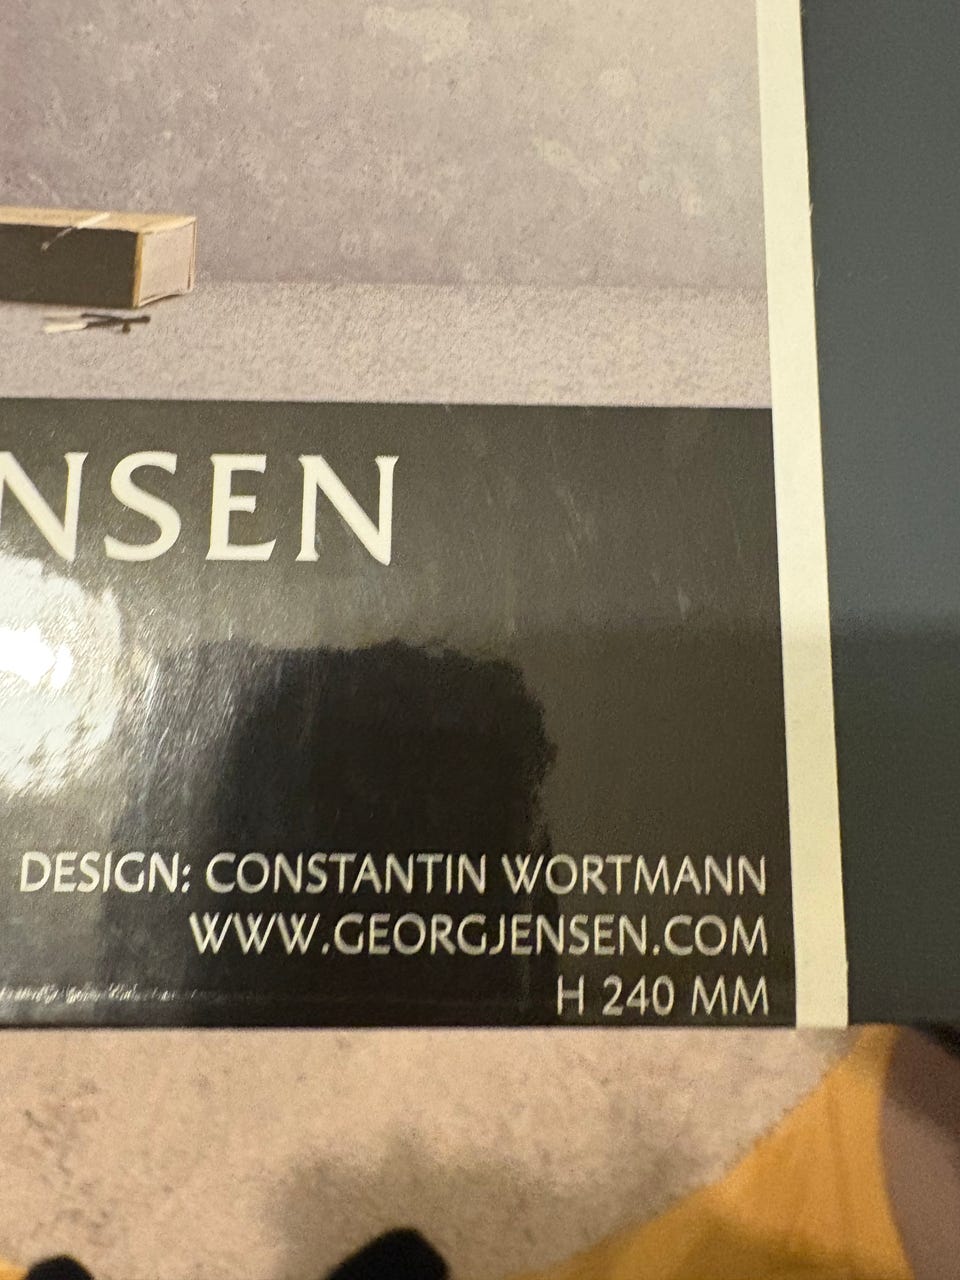 NSEN
DESIGN: CONSTANTIN WORTMANN
WWW.GEORGJENSEN.COM
H 240 MM